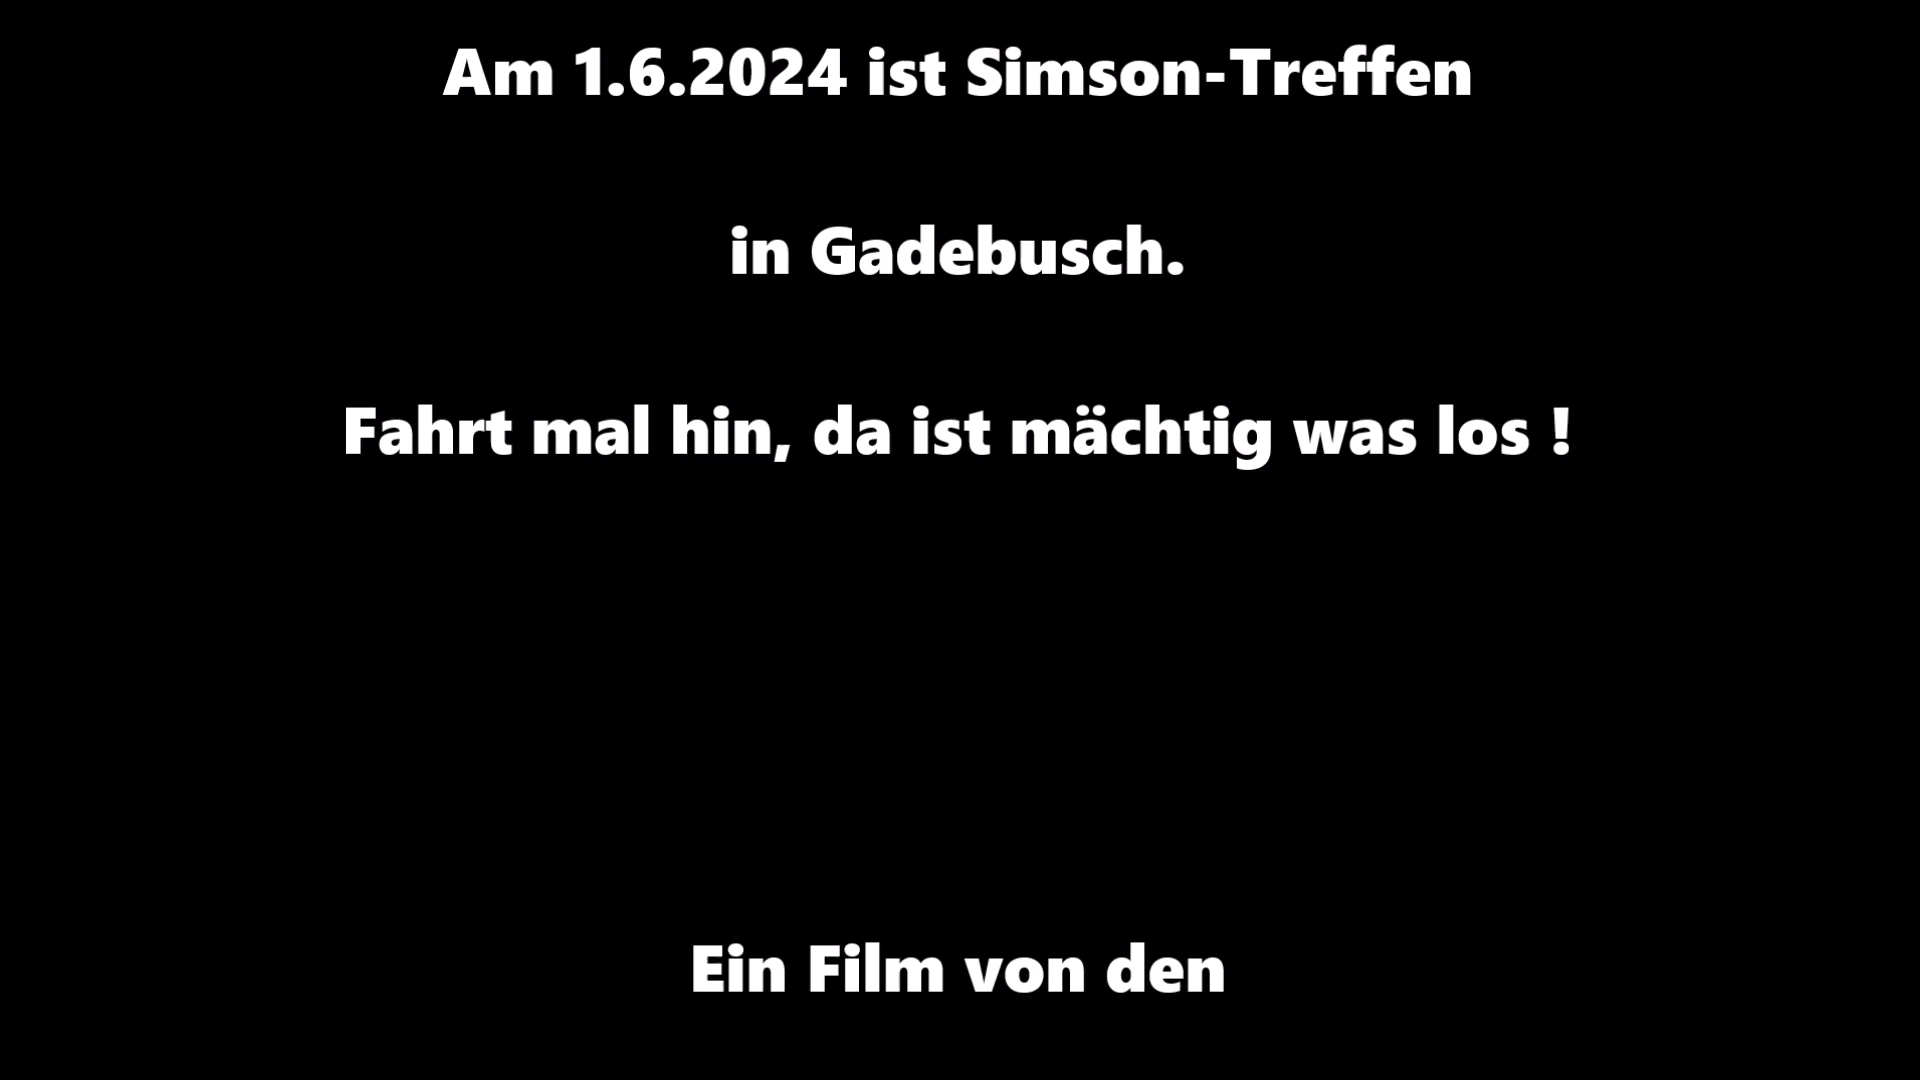 Am 1.6.2024 ist Simson-Treffen
in Gadebusch.
Fahrt mal hin, da ist mächtig was los !
Ein Film von den